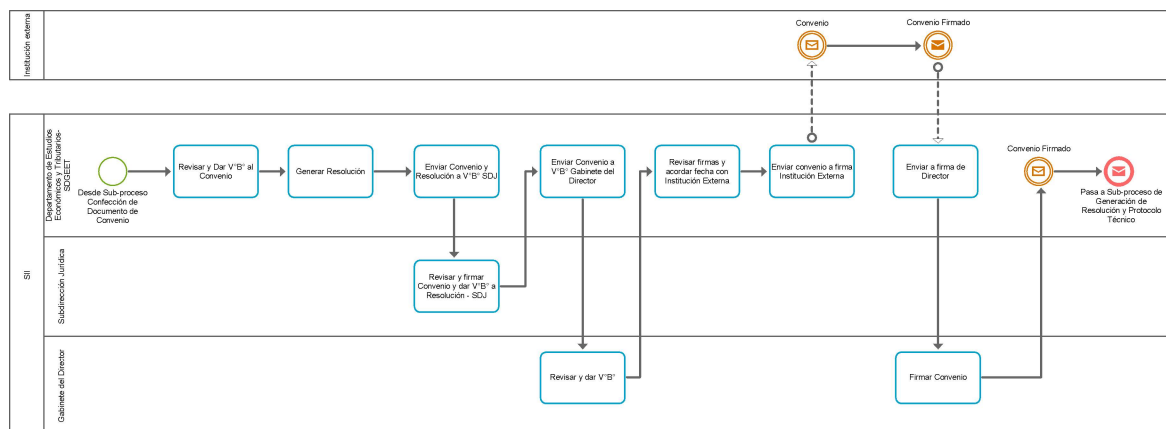 Institución externa
Convenio
Convenio Firmado
SII
Departamento de Estudios
Económicos y Tributarios-
SDGEET
Desde Sub-proceso
Confección de
Documento de
Convenio
Revisar y Dar V°B° al
Convenio
Generar Resolución
Enviar Convenio y
Resolución a V°B° SDJ
Enviar Convenio a
V°B° Gabinete del
Director
Revisar firmas y
acordar fecha con
Institución Externa
Enviar convenio a firma
Institución Externa
Enviar a firma de
Director
Convenio Firmado
Pasa a Sub-proceso de
Generación de
Resolución y Protocolo
Técnico
Subdirección Jurídica
Revisar y firmar
Convenio y dar V°B° a
Resolución - SDJ
Gabinete del Director
Revisar y dar V°B°
Firmar Convenio